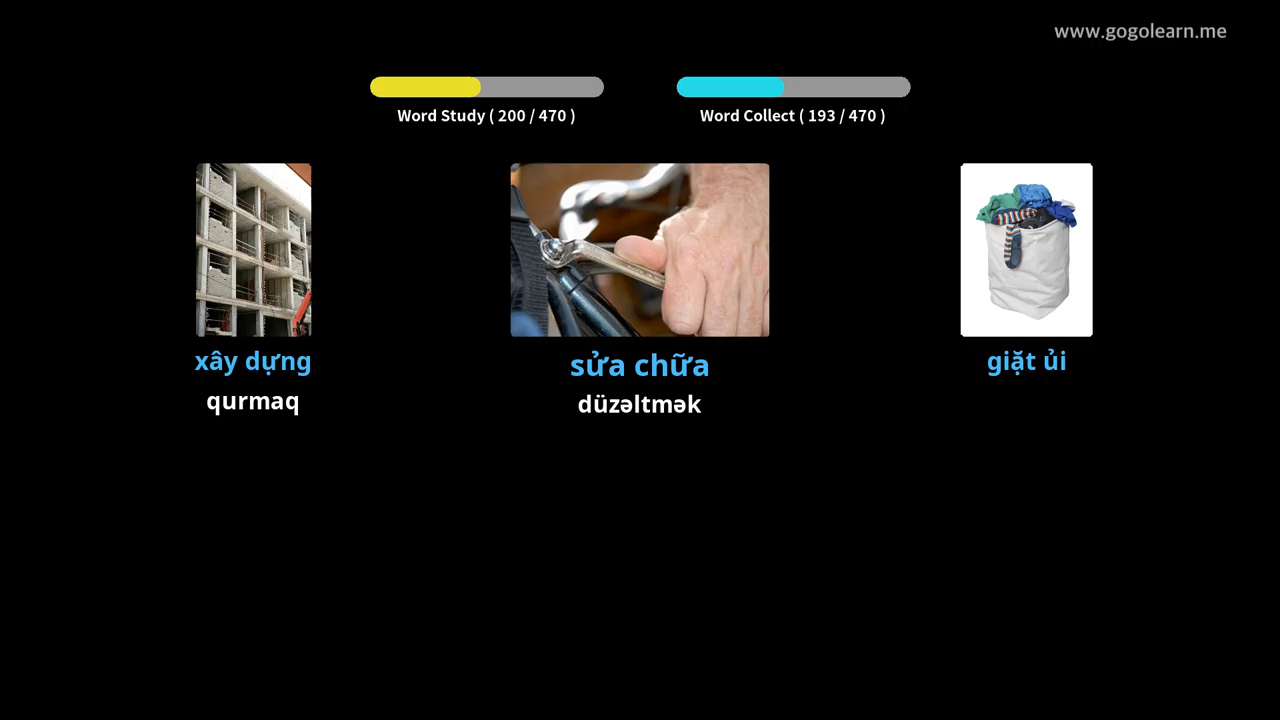 www.gogolearn.me
Word Study ( 200 / 470 )
Word Collect ( 193 / 470 )
xây dựng
qurmaq
sửa chữa
düzəltmək
giặt ủi